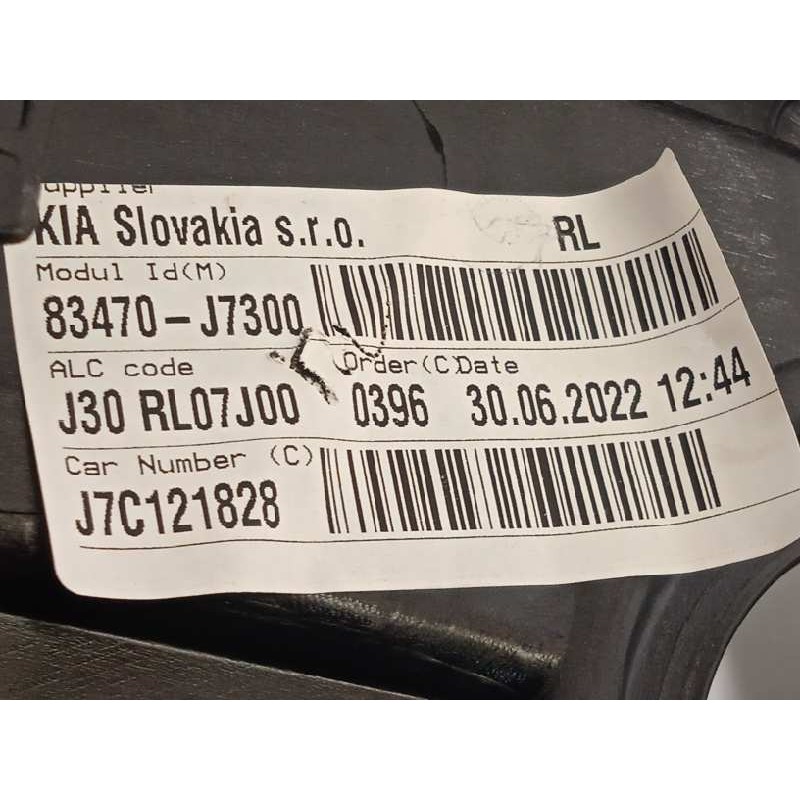 Supplier
KIA Slovakia s.r.o. RL
Modul Id(M)
83470-J7300
ALC code Order(C) Date
J30 RL07J00 0396 30.06.2022 12:44
Car Number (C)
J7C121828